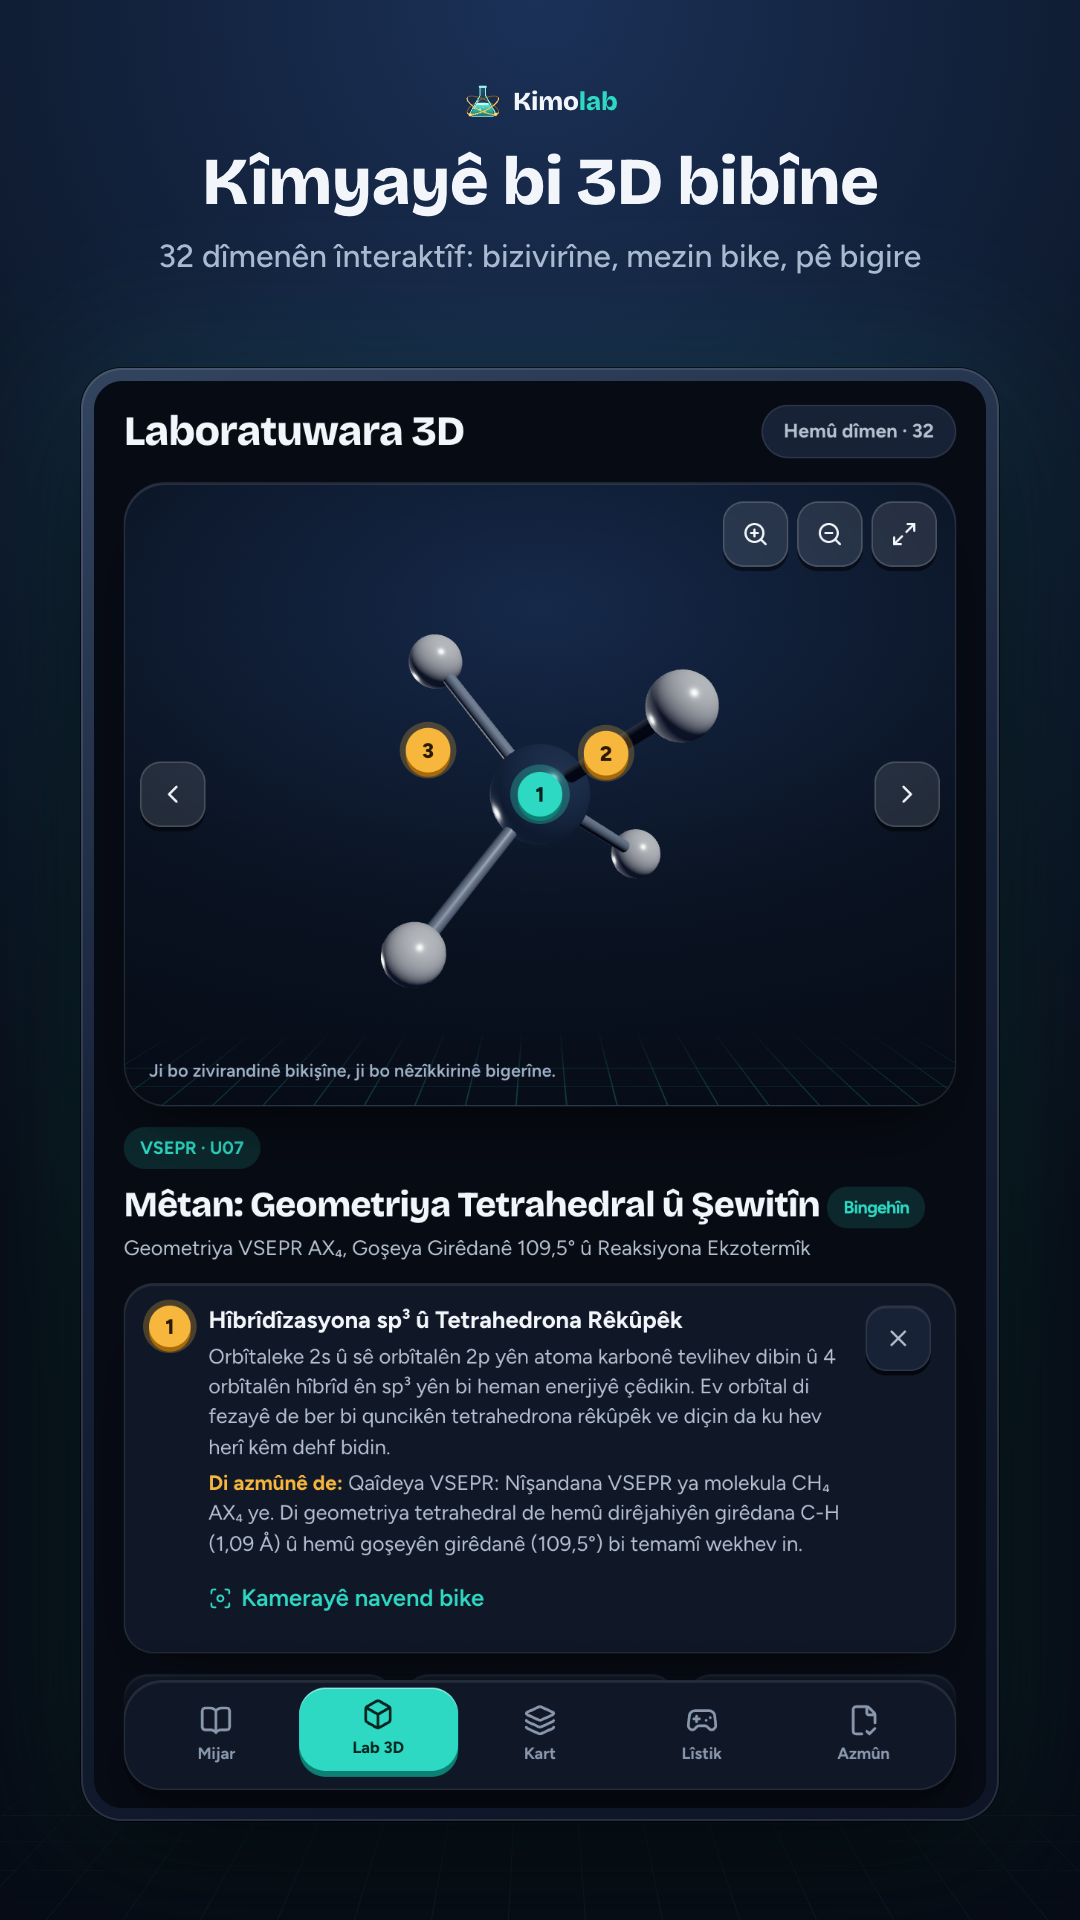 Kimolab
Kîmyayê bi 3D bibîne
32 dîmenên înteraktîf: bizivirîne, mezin bike, pê bigire
Laboratuwara 3D
Hemû dîmen · 32
3
2
1
Ji bo zivirandinê bikişîne, ji bo nêzîkkirinê bigerîne.
VSEPR · U07
Mêtan: Geometriya Tetrahedral û Şewitîn
Bingehîn
Geometriya VSEPR AX₄, Goşeya Girêdanê 109,5° û Reaksiyona Ekzotermîk
1
Hîbrîdîzasyona sp³ û Tetrahedrona Rêkûpêk
Orbîtaleke 2s û sê orbîtalên 2p yên atoma karbonê tevlihev dibin û 4
orbîtalên hîbrîd ên sp³ yên bi heman enerjiyê çêdikin. Ev orbîtal di
fezayê de ber bi quncikên tetrahedrona rêkûpêk ve diçin da ku hev
herî kêm dehf bidin.
Di azmûnê de: Qaîdeya VSEPR: Nîşandana VSEPR ya molekula CH₄
AX₄ ye. Di geometriya tetrahedral de hemû dirêjahiyên girêdana C-H
(1,09 Å) û hemû goşeyên girêdanê (109,5°) bi temamî wekhev in.
Kamerayê navend bike
Mijar
Lab 3D
Kart
Lîstik
Azmûn